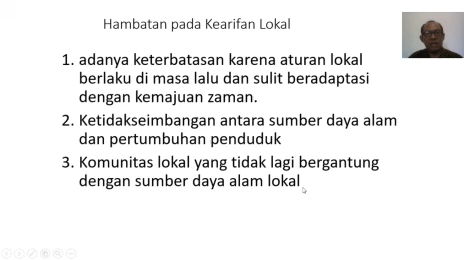 Hambatan pada Kearifan Lokal
1. adanya keterbatasan karena aturan lokal
berlaku di masa lalu dan sulit beradaptasi
dengan kemajuan zaman.
2. Ketidakseimbangan antara sumber daya alam
dan pertumbuhan penduduk
3. Komunitas lokal yang tidak lagi bergantung
dengan sumber daya alam lokal